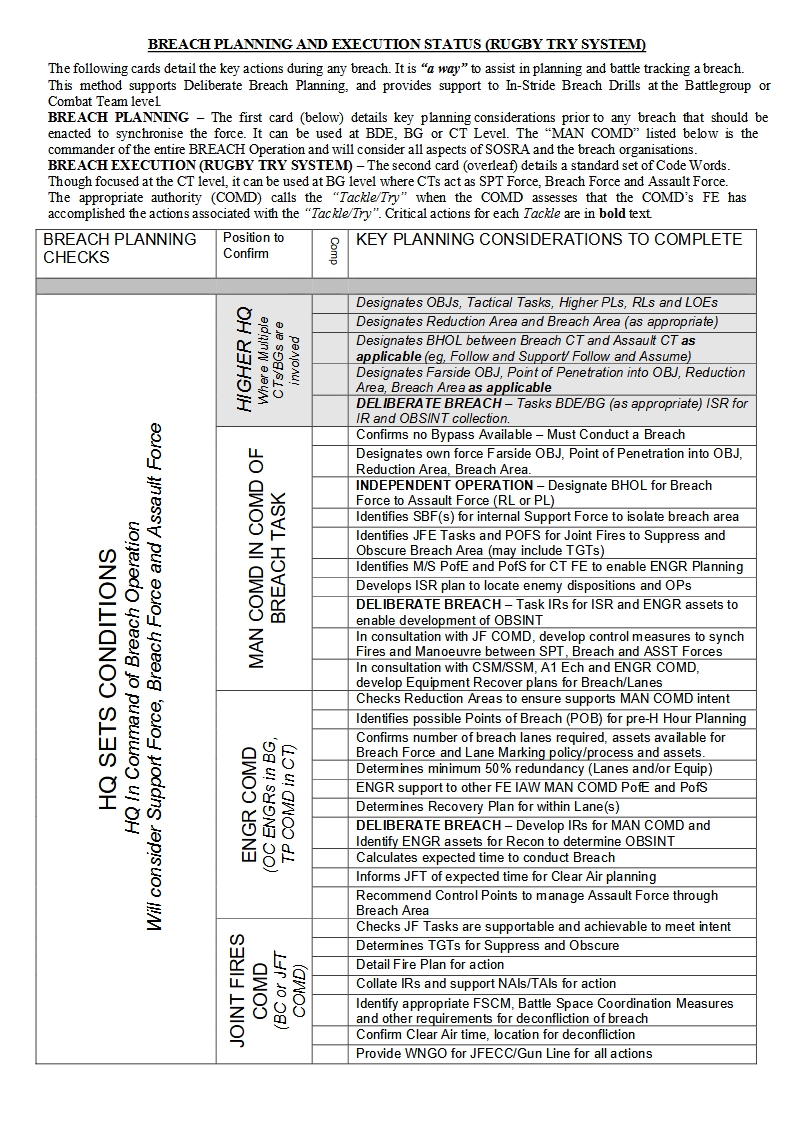 BREACH PLANNING AND EXECUTION STATUS (RUGBY TRY SYSTEM)
The following cards detail the key actions during any breach. It is “a way” to assist in planning and battle tracking a breach.
This method supports Deliberate Breach Planning, and provides support to In-Stride Breach Drills at the Battlegroup or
Combat Team level.
BREACH PLANNING – The first card (below) details key planning considerations prior to any breach that should be
enacted to synchronise the force. It can be used at BDE, BG or CT Level. The “MAN COMD” listed below is the
commander of the entire BREACH Operation and will consider all aspects of SOSRA and the breach organisations.
BREACH EXECUTION (RUGBY TRY SYSTEM) – The second card (overleaf) details a standard set of Code Words.
Though focused at the CT level, it can be used at BG level where CTs act as SPT Force, Breach Force and Assault Force.
The appropriate authority (COMD) calls the “Tackle/Try” when the COMD assesses that the COMD’s FE has
accomplished the actions associated with the “Tackle/Try”. Critical actions for each Tackle are in bold text.
BREACH PLANNING
CHECKS
Position to
Confirm
Comp
KEY PLANNING CONSIDERATIONS TO COMPLETE
HQ SETS CONDITIONS
HQ In Command of Breach Operation
Will consider Support Force, Breach Force and Assault Force
HIGHER HQ
Where Multiple
CTs/BGs are
involved
Designates OBJs, Tactical Tasks, Higher PLs, RLs and LOEs
Designates Reduction Area and Breach Area (as appropriate)
Designates BHOL between Breach CT and Assault CT as
applicable (eg, Follow and Support/ Follow and Assume)
Designates Farside OBJ, Point of Penetration into OBJ, Reduction
Area, Breach Area as applicable
DELIBERATE BREACH – Tasks BDE/BG (as appropriate) ISR for
IR and OBSINT collection.
MAN COMD IN COMD OF
BREACH TASK
Confirms no Bypass Available – Must Conduct a Breach
Designates own force Farside OBJ, Point of Penetration into OBJ,
Reduction Area, Breach Area.
INDEPENDENT OPERATION – Designate BHOL for Breach
Force to Assault Force (RL or PL)
Identifies SBF(s) for internal Support Force to isolate breach area
Identifies JFE Tasks and POFS for Joint Fires to Suppress and
Obscure Breach Area (may include TGTs)
Identifies M/S PofE and PofS for CT FE to enable ENGR Planning
Develops ISR plan to locate enemy dispositions and OPs
DELIBERATE BREACH – Task IRs for ISR and ENGR assets to
enable development of OBSINT
In consultation with JF COMD, develop control measures to synch
Fires and Manoeuvre between SPT, Breach and ASST Forces
In consultation with CSM/SSM, A1 Ech and ENGR COMD,
develop Equipment Recover plans for Breach/Lanes
ENGR COMD
(OC ENGRs in BG,
TP COMD in CT)
Checks Reduction Areas to ensure supports MAN COMD intent
Identifies possible Points of Breach (POB) for pre-H Hour Planning
Confirms number of breach lanes required, assets available for
Breach Force and Lane Marking policy/process and assets.
Determines minimum 50% redundancy (Lanes and/or Equip)
ENGR support to other FE IAW MAN COMD PofE and PofS
Determines Recovery Plan for within Lane(s)
DELIBERATE BREACH – Develop IRs for MAN COMD and
Identify ENGR assets for Recon to determine OBSINT
Calculates expected time to conduct Breach
Informs JFT of expected time for Clear Air planning
Recommend Control Points to manage Assault Force through
Breach Area
JOINT FIRES
COMD
(BC or JFT
COMD)
Checks JF Tasks are supportable and achievable to meet intent
Determines TGTs for Suppress and Obscure
Detail Fire Plan for action
Collate IRs and support NAIs/TAIs for action
Identify appropriate FSCM, Battle Space Coordination Measures
and other requirements for deconfliction of breach
Confirm Clear Air time, location for deconfliction
Provide WNGO for JFECC/Gun Line for all actions